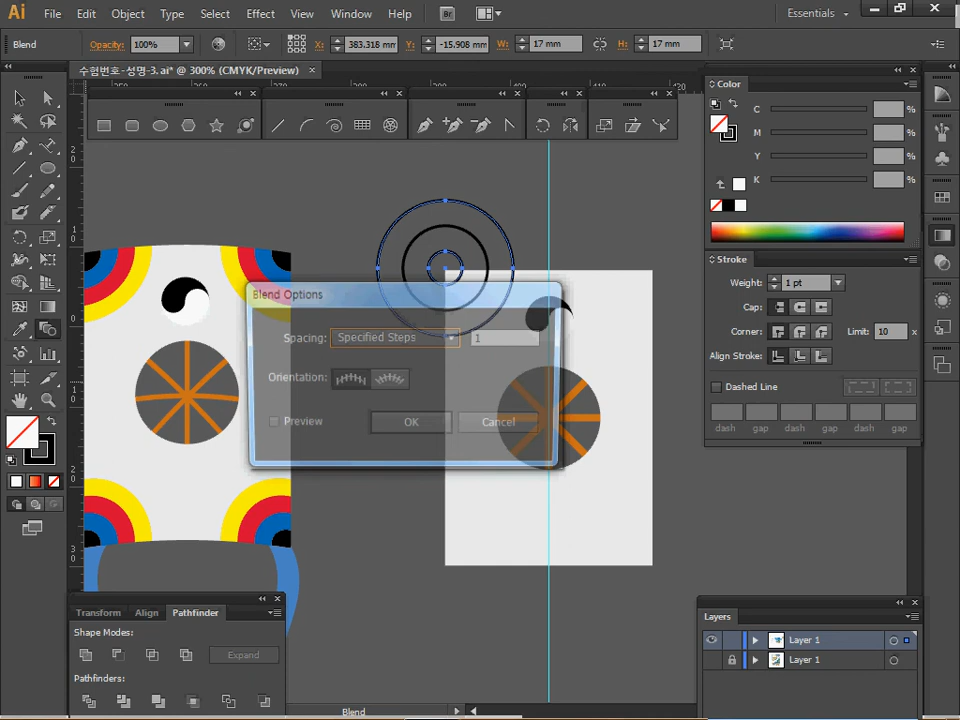 Ai File Edit Object Type Select Effect View Window Help Br Essentials
Blend Opacity: 100% X: 383.318 mm Y: -15.908 mm W: 17 mm H: 17 mm
수험번호-성명-3.ai* @ 300% (CMYK/Preview) ×
420
Color
C %
M %
Y %
K %
Stroke
Weight: 1 pt
Cap:
Corner: Limit: 10 x
Align Stroke:
Dashed Line
dash gap dash gap dash gap
Blend Options
Spacing: Specified Steps 1
Orientation:
Preview OK Cancel
Transform Align Pathfinder
Shape Modes:
Expand
Pathfinders:
Layers
Layer 1
Layer 1
Blend